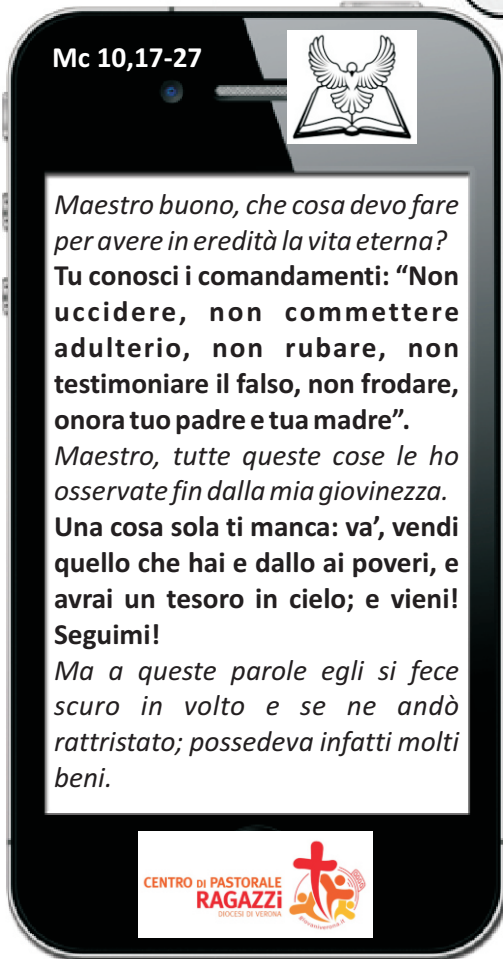 Mc 10,17-27
Maestro buono, che cosa devo fare
per avere in eredità la vita eterna?
Tu conosci i comandamenti: “Non
uccidere, non commettere
adulterio, non rubare, non
testimoniare il falso, non frodare,
onora tuo padre e tua madre”.
Maestro, tutte queste cose le ho
osservate fin dalla mia giovinezza.
Una cosa sola ti manca: va’, vendi
quello che hai e dallo ai poveri, e
avrai un tesoro in cielo; e vieni!
Seguimi!
Ma a queste parole egli si fece
scuro in volto e se ne andò
rattristato; possedeva infatti molti
beni.
CENTRO DI PASTORALE
RAGAZZi
DIOCESI DI VERONA
giovaniverona.it